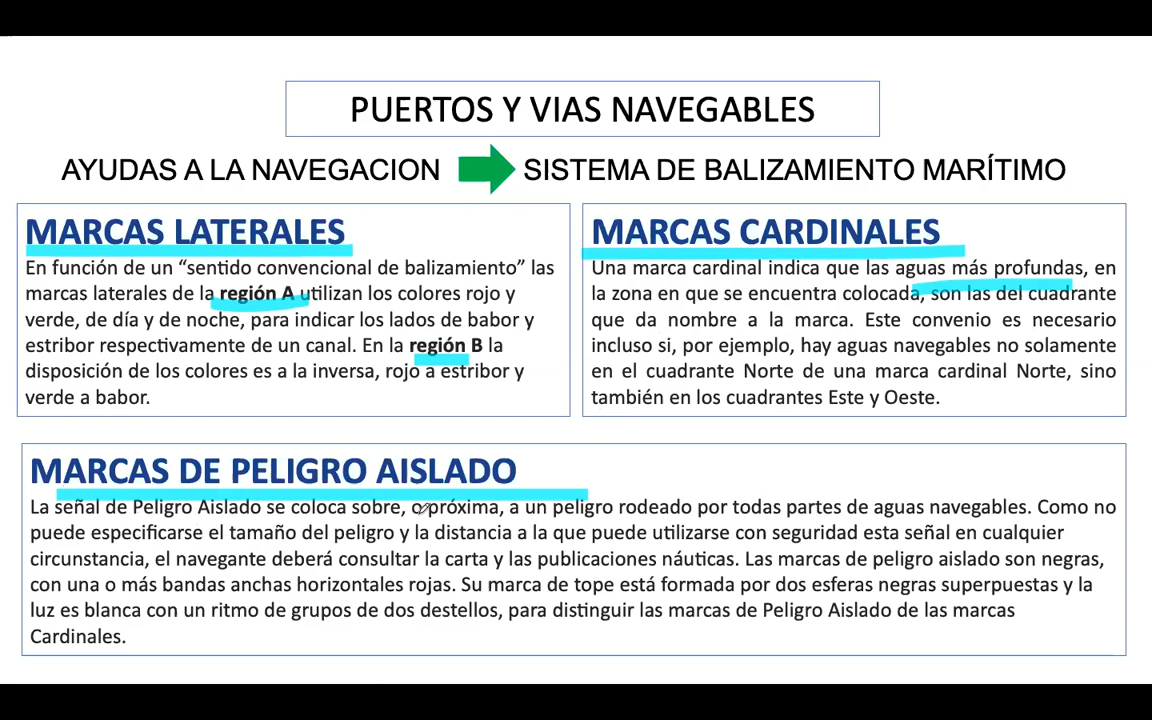 PUERTOS Y VIAS NAVEGABLES
AYUDAS A LA NAVEGACION SISTEMA DE BALIZAMIENTO MARÍTIMO
MARCAS LATERALES
En función de un “sentido convencional de balizamiento” las
marcas laterales de la región A utilizan los colores rojo y
verde, de día y de noche, para indicar los lados de babor y
estribor respectivamente de un canal. En la región B la
disposición de los colores es a la inversa, rojo a estribor y
verde a babor.
MARCAS CARDINALES
Una marca cardinal indica que las aguas más profundas, en
la zona en que se encuentra colocada, son las del cuadrante
que da nombre a la marca. Este convenio es necesario
incluso si, por ejemplo, hay aguas navegables no solamente
en el cuadrante Norte de una marca cardinal Norte, sino
también en los cuadrantes Este y Oeste.
MARCAS DE PELIGRO AISLADO
La señal de Peligro Aislado se coloca sobre, o próxima, a un peligro rodeado por todas partes de aguas navegables. Como no
puede especificarse el tamaño del peligro y la distancia a la que puede utilizarse con seguridad esta señal en cualquier
circunstancia, el navegante deberá consultar la carta y las publicaciones náuticas. Las marcas de peligro aislado son negras,
con una o más bandas anchas horizontales rojas. Su marca de tope está formada por dos esferas negras superpuestas y la
luz es blanca con un ritmo de grupos de dos destellos, para distinguir las marcas de Peligro Aislado de las marcas
Cardinales.